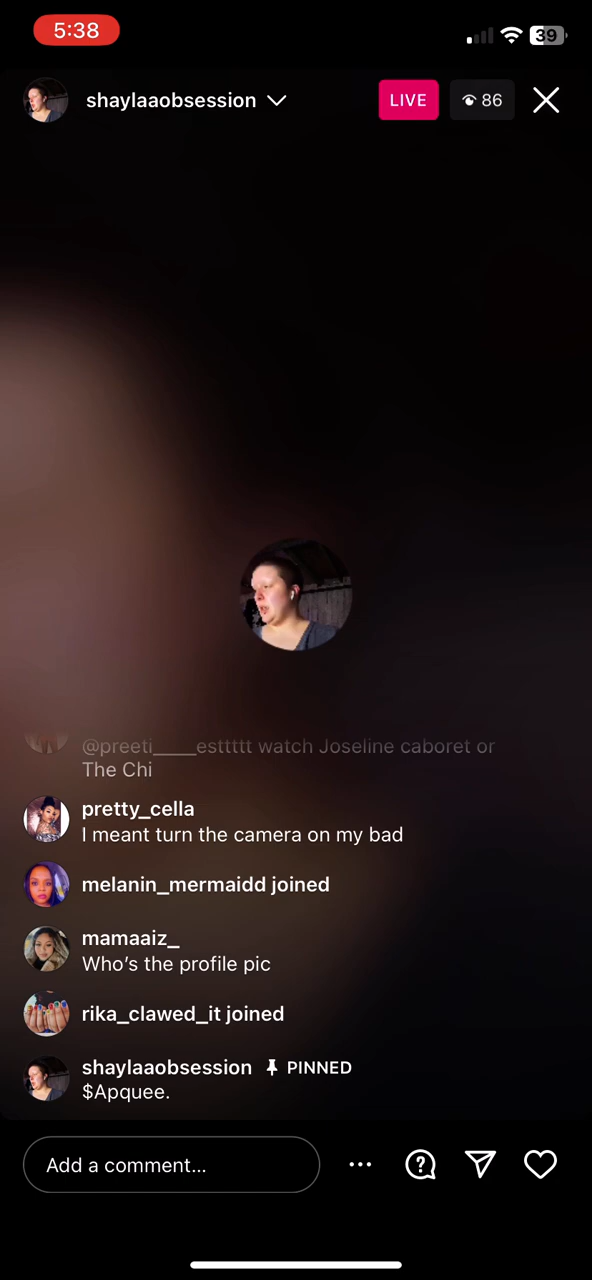 5:38
39
shaylaaobsession
LIVE
86
@preeti_____esttttt watch Joseline caboret or
The Chi
pretty_cella
I meant turn the camera on my bad
melanin_mermaidd joined
mamaaiz_
Who's the profile pic
rika_clawed_it joined
shaylaaobsession PINNED
$Apquee.
Add a comment...